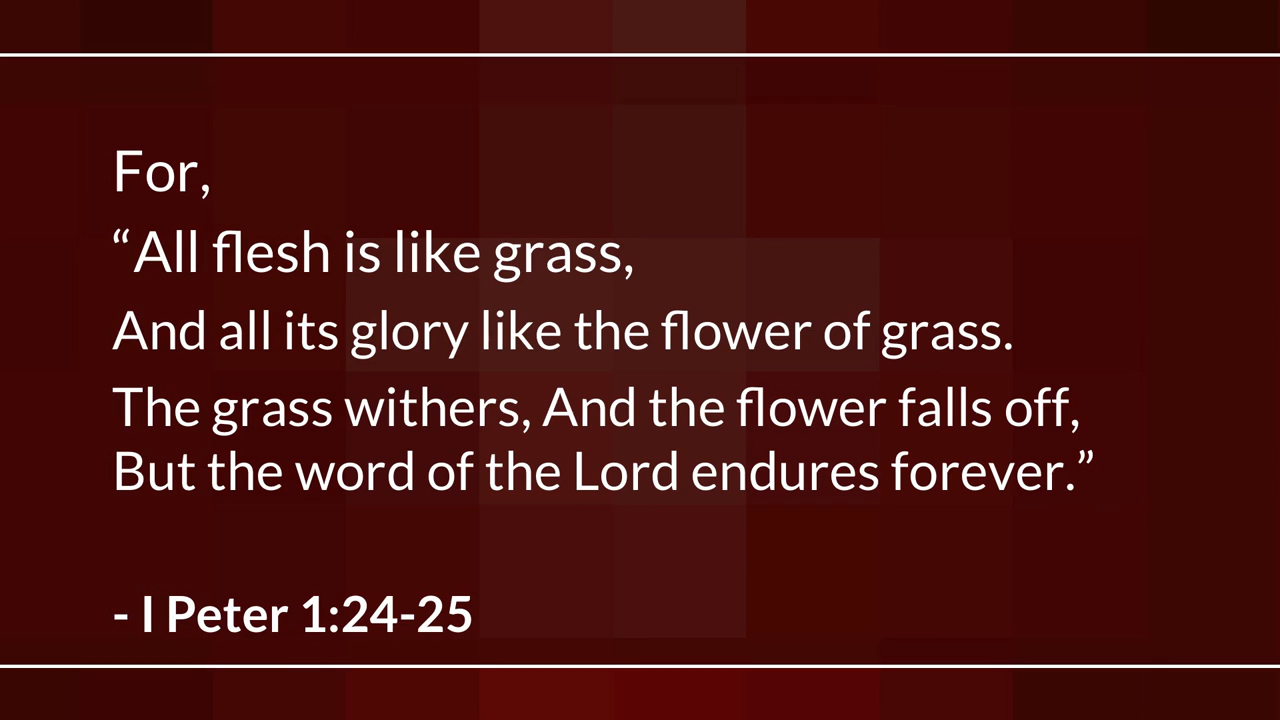 For,
“All flesh is like grass,
And all its glory like the flower of grass.
The grass withers, And the flower falls off,
But the word of the Lord endures forever.”
- I Peter 1:24-25